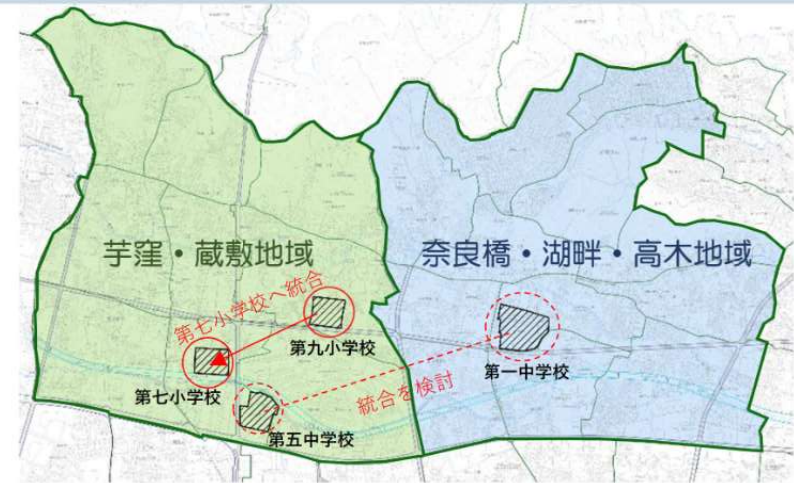 芋窪・蔵敷地域
奈良橋・湖畔・高木地域
第七小学校へ統合
第九小学校
第一中学校
第七小学校
統合を検討
第五中学校